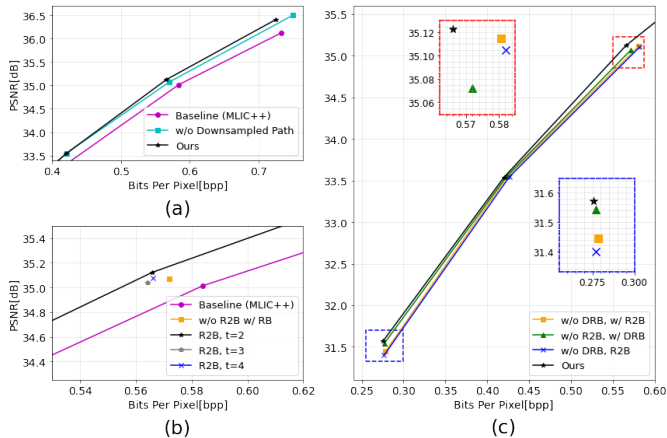 36.5
36.0
35.5
35.0
34.5
34.0
33.5
PSNR[dB]
Baseline (MLIC++)
w/o Downsampled Path
Ours
0.4
0.5
0.6
0.7
Bits Per Pixel[bpp]
(a)
35.4
35.2
35.0
34.8
34.6
34.4
PSNR[dB]
Baseline (MLIC++)
w/o R2B w/ RB
R2B, t=2
R2B, t=3
R2B, t=4
0.54
0.56
0.58
0.60
0.62
Bits Per Pixel[bpp]
(b)
35.5
35.0
34.5
34.0
33.5
33.0
32.5
32.0
31.5
35.12
35.10
35.08
35.06
0.57
0.58
31.6
31.5
31.4
0.275
0.300
w/o DRB, w/ R2B
w/o R2B, w/ DRB
w/o DRB, R2B
Ours
0.25
0.30
0.35
0.40
0.45
0.50
0.55
0.60
Bits Per Pixel[bpp]
(c)